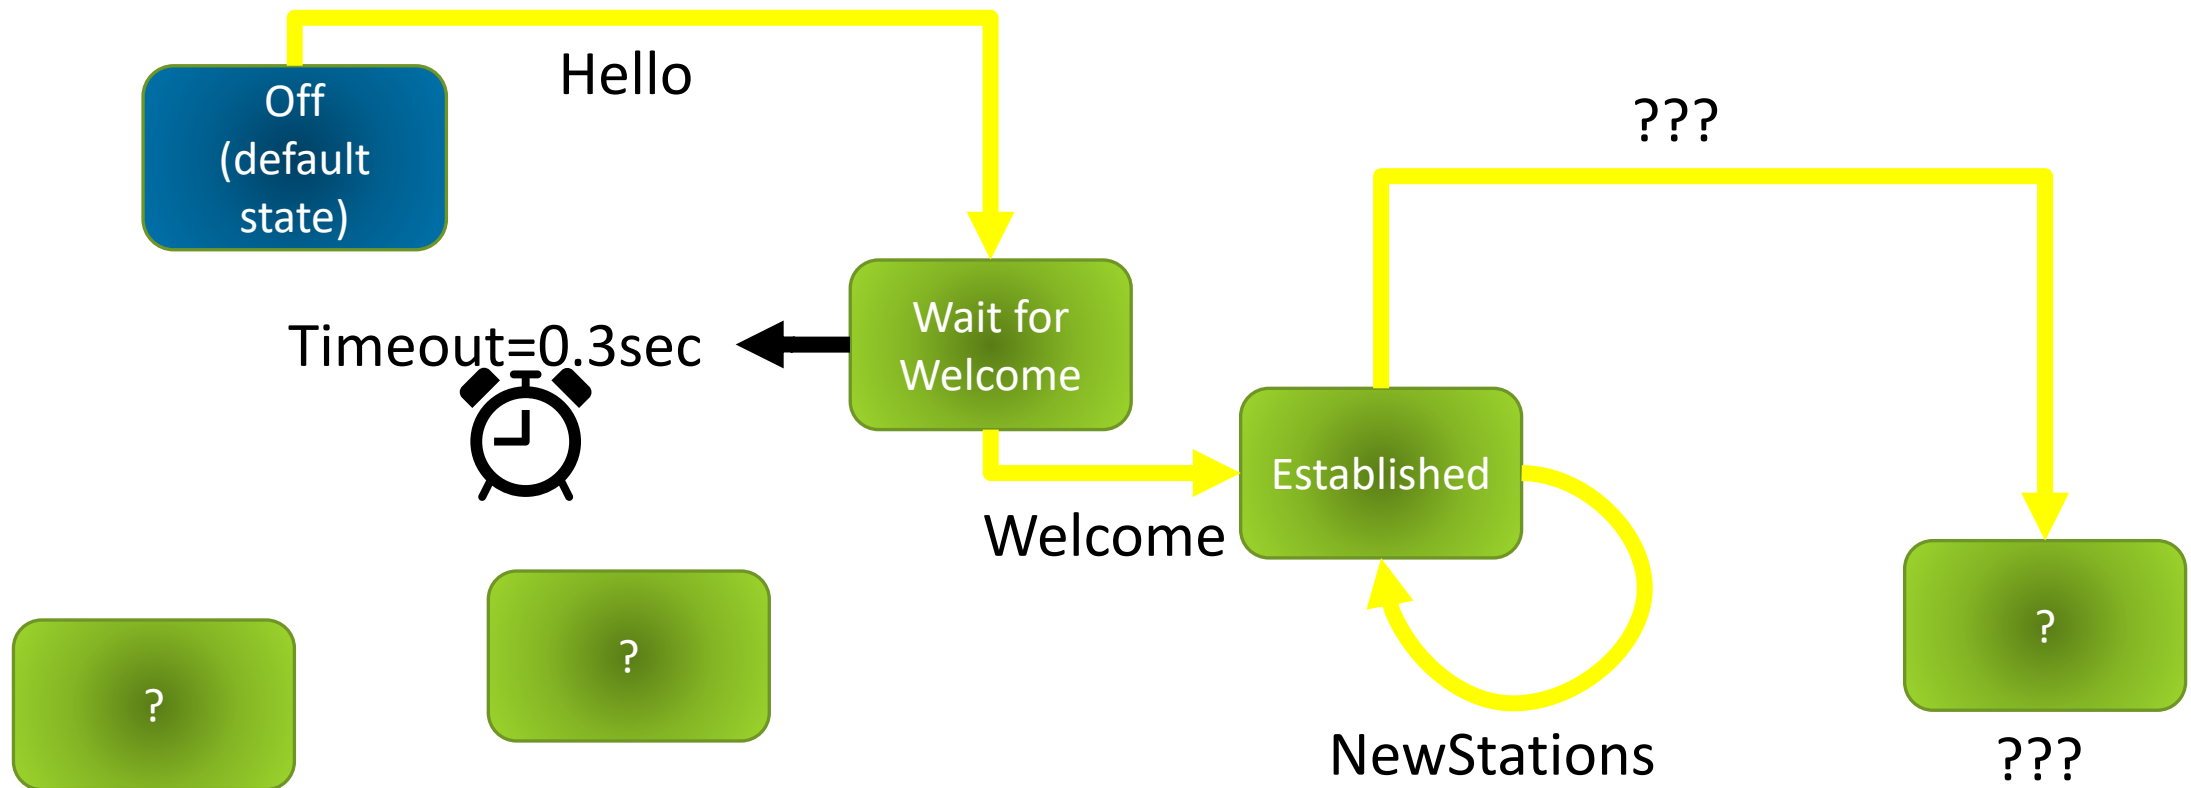 Hello
Off
(default
state)
???
Wait for
Welcome
Timeout=0.3sec
Established
Welcome
?
?
?
NewStations
???